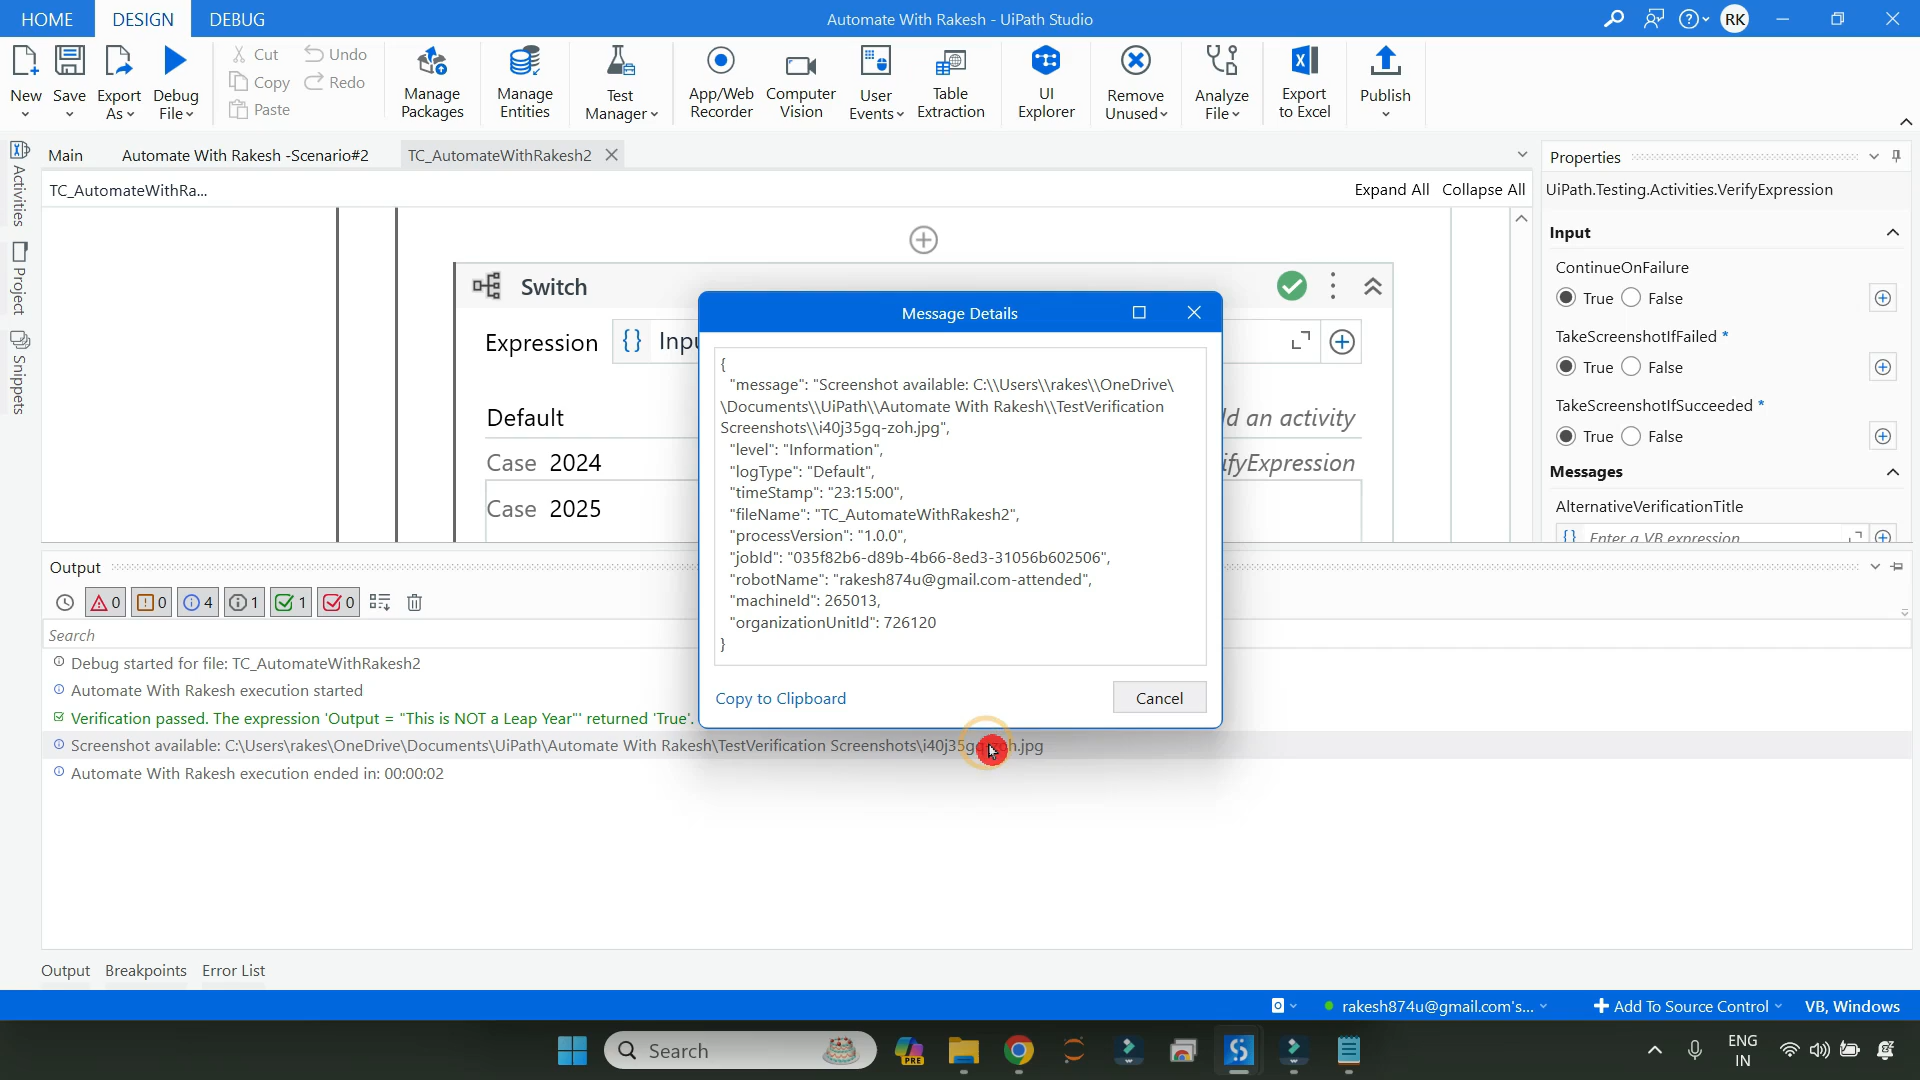 HOME DESIGN DEBUG Automate With Rakesh - UiPath Studio RK
New Save Export As Debug File Cut Copy Paste Undo Redo Manage Packages Manage Entities Test Manager App/Web Recorder Computer Vision User Events Table Extraction UI Explorer Remove Unused Analyze File Export to Excel Publish
Main Automate With Rakesh -Scenario#2 TC_AutomateWithRakesh2
TC_AutomateWithRa... Expand All Collapse All
Activities
Project
Snippets
Switch
Expression
Default
Case 2024
Case 2025
d an activity
ifyExpression
Properties
UiPath.Testing.Activities.VerifyExpression
Input
ContinueOnFailure
True False
TakeScreenshotIfFailed *
True False
TakeScreenshotIfSucceeded *
True False
Messages
AlternativeVerificationTitle
Enter a VB expression
Message Details
{
"message": "Screenshot available: C:\\Users\\rakes\\OneDrive\
\Documents\\UiPath\\Automate With Rakesh\\TestVerification
Screenshots\\i40j35gq-zoh.jpg",
"level": "Information",
"logType": "Default",
"timeStamp": "23:15:00",
"fileName": "TC_AutomateWithRakesh2",
"processVersion": "1.0.0",
"jobId": "035f82b6-d89b-4b66-8ed3-31056b602506",
"robotName": "rakesh874u@gmail.com-attended",
"machineId": 265013,
"organizationUnitId": 726120
}
Copy to Clipboard Cancel
Output
0 0 4 1 1 0
Search
Debug started for file: TC_AutomateWithRakesh2
Automate With Rakesh execution started
Verification passed. The expression 'Output = "This is NOT a Leap Year"' returned 'True'.
Screenshot available: C:\Users\rakes\OneDrive\Documents\UiPath\Automate With Rakesh\TestVerification Screenshots\i40j35gq-zoh.jpg
Automate With Rakesh execution ended in: 00:00:02
Output Breakpoints Error List
rakesh874u@gmail.com's... Add To Source Control VB, Windows
Search PRE ENG
IN